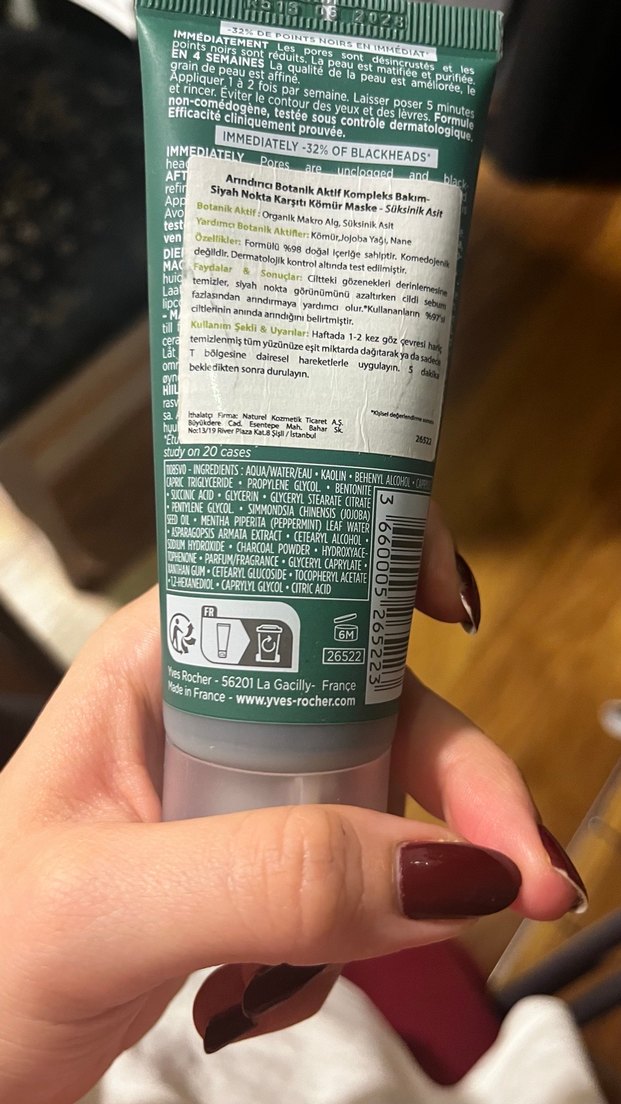 -32% DE POINTS NOIRS EN IMMÉDIAT*
IMMÉDIATEMENT Les pores sont désincrustés et les
points noirs sont réduits. La peau est matifiée et purifiée.
EN 4 SEMAINES La qualité de la peau est améliorée, le
grain de peau est affiné.
Appliquer 1 à 2 fois par semaine. Laisser poser 5 minutes
et rincer. Éviter le contour des yeux et des lèvres. Formule
non-comédogène, testée sous contrôle dermatologique.
Efficacité cliniquement prouvée.
IMMEDIATELY -32% OF BLACKHEADS*
IMMEDIATELY Pores are unclogged and black-
Arındırıcı Botanik Aktif Kompleks Bakım-
Siyah Nokta Karşıtı Kömür Maske - Süksinik Asit
Botanik Aktif : Organik Makro Alg, Süksinik Asit
Yardımcı Botanik Aktifler: Kömür,Jojoba Yağı, Nane
Özellikler: Formülü %98 doğal içeriğe sahiptir. Komedojenik
değildir. Dermatolojik kontrol altında test edilmiştir.
Faydalar & Sonuçlar: Ciltteki gözenekleri derinlemesine
temizler, siyah nokta görünümünü azaltırken cildi sebum
fazlasından arındırmaya yardımcı olur.*Kullananların %97'si
ciltlerinin anında arındığını belirtmiştir.
Kullanım Şekli & Uyarılar: Haftada 1-2 kez göz çevresi hariç
temizlenmiş tüm yüzünüze eşit miktarda dağıtarak ya da sadece
T bölgesine dairesel hareketlerle uygulayın. 5 dakika
bekledikten sonra durulayın.
*Kişisel değerlendirme sonucu
İthalatçı Firma: Naturel Kozmetik Ticaret A.Ş.
Büyükdere Cad. Esentepe Mah. Bahar Sk.
No:13/19 River Plaza Kat.8 Şişli / İstanbul
26522
study on 20 cases
11085V0 - INGREDIENTS : AQUA/WATER/EAU • KAOLIN • BEHENYL ALCOHOL •
CAPRIC TRIGLYCERIDE • PROPYLENE GLYCOL • BENTONITE
• SUCCINIC ACID • GLYCERIN • GLYCERYL STEARATE CITRATE
• PENTYLENE GLYCOL • SIMMONDSIA CHINENSIS (JOJOBA)
SEED OIL • MENTHA PIPERITA (PEPPERMINT) LEAF WATER
• ASPARAGOPSIS ARMATA EXTRACT • CETEARYL ALCOHOL •
SODIUM HYDROXIDE • CHARCOAL POWDER • HYDROXYACE-
TOPHENONE • PARFUM/FRAGRANCE • GLYCERYL CAPRYLATE •
XANTHAN GUM • CETEARYL GLUCOSIDE • TOCOPHERYL ACETATE
• 1,2-HEXANEDIOL • CAPRYLYL GLYCOL • CITRIC ACID
3 660005 265223
FR
6M
26522
Yves Rocher - 56201 La Gacilly- France
Made in France - www.yves-rocher.com